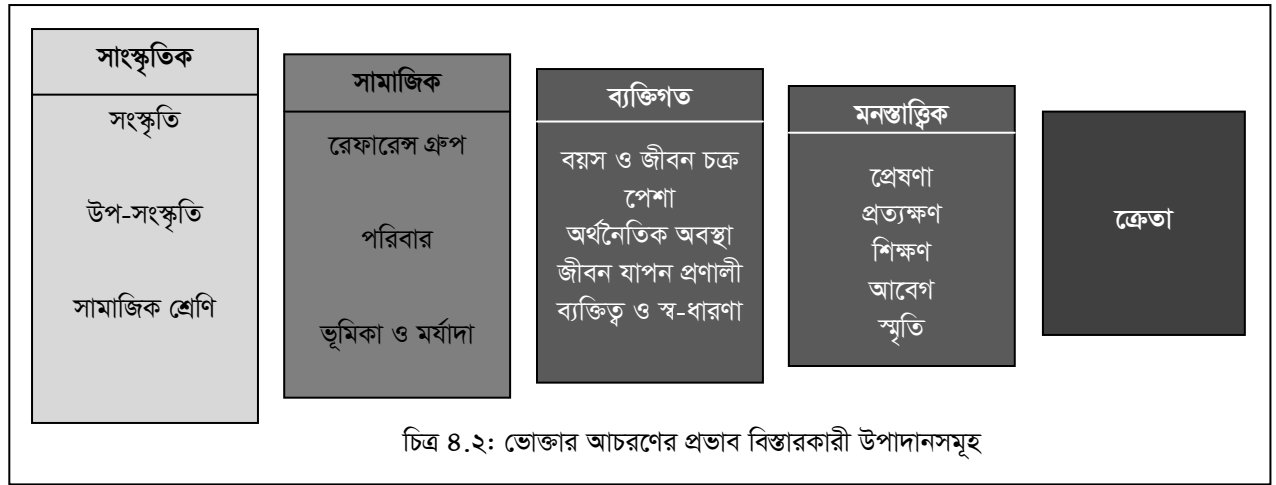 সাংস্কৃতিক
সংস্কৃতি
উপ-সংস্কৃতি
সামাজিক শ্রেণি
সামাজিক
রেফারেন্স গ্রুপ
পরিবার
ভূমিকা ও মর্যাদা
ব্যক্তিগত
বয়স ও জীবন চক্র
পেশা
অর্থনৈতিক অবস্থা
জীবন যাপন প্রণালী
ব্যক্তিত্ব ও স্ব-ধারণা
মনস্তাত্ত্বিক
প্রেষণা
প্রত্যক্ষণ
শিক্ষণ
আবেগ
স্মৃতি
ক্রেতা
চিত্র ৪.২: ভোক্তার আচরণের প্রভাব বিস্তারকারী উপাদানসমূহ